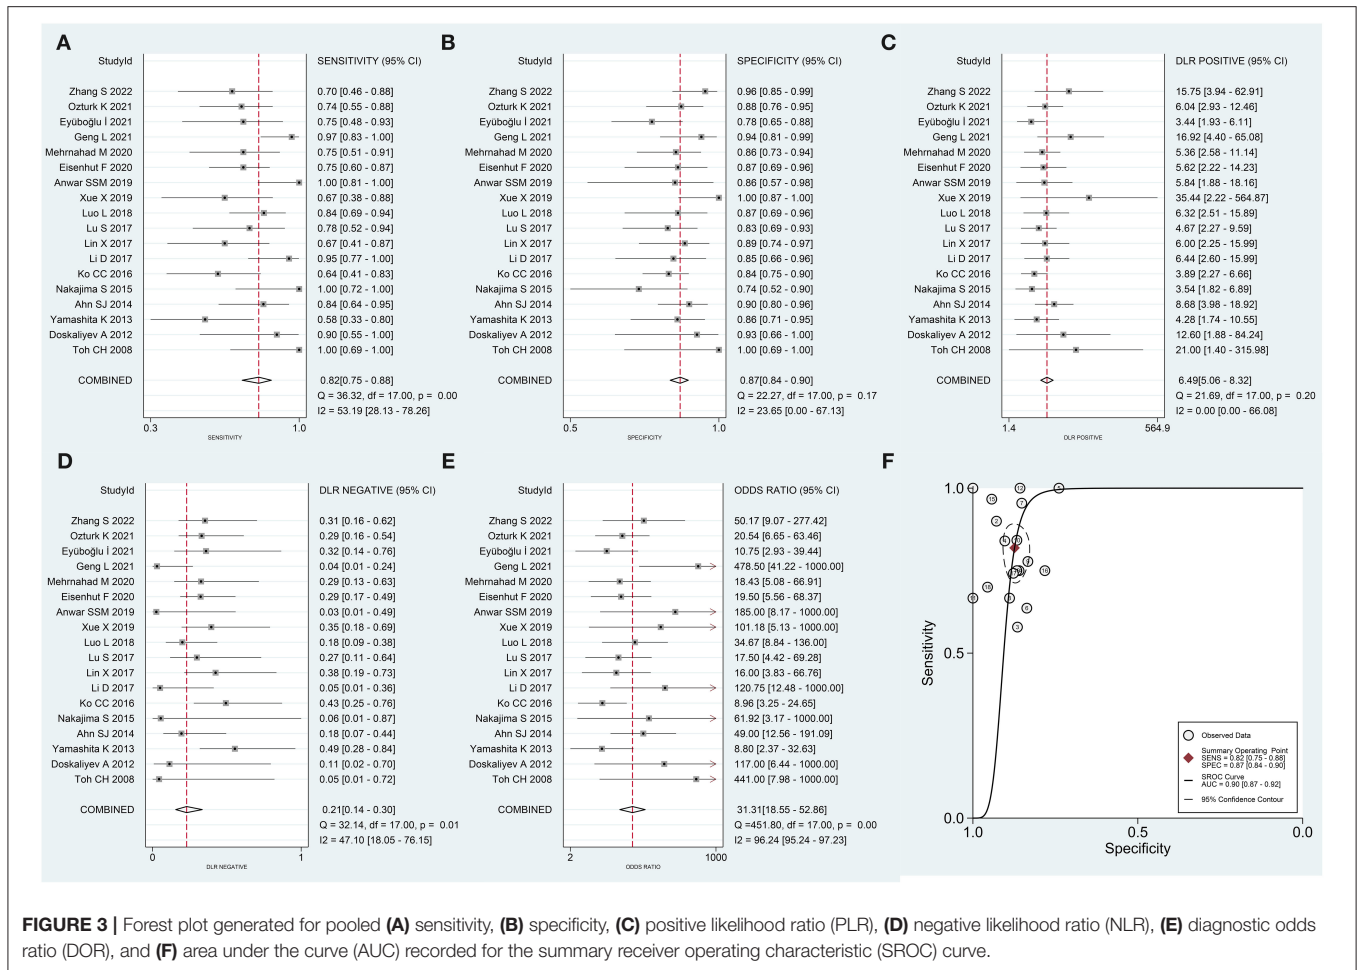 A
StudyId SENSITIVITY (95% CI)
Zhang S 2022 0.70 [0.46 - 0.88]
Ozturk K 2021 0.74 [0.55 - 0.88]
Eyüboğlu İ 2021 0.75 [0.48 - 0.93]
Geng L 2021 0.97 [0.83 - 1.00]
Mehrnahad M 2020 0.75 [0.51 - 0.91]
Eisenhut F 2020 0.75 [0.60 - 0.87]
Anwar SSM 2019 1.00 [0.81 - 1.00]
Xue X 2019 0.67 [0.38 - 0.88]
Luo L 2018 0.84 [0.69 - 0.94]
Lu S 2017 0.78 [0.52 - 0.94]
Lin X 2017 0.67 [0.41 - 0.87]
Li D 2017 0.95 [0.77 - 1.00]
Ko CC 2016 0.64 [0.41 - 0.83]
Nakajima S 2015 1.00 [0.72 - 1.00]
Ahn SJ 2014 0.84 [0.64 - 0.95]
Yamashita K 2013 0.58 [0.33 - 0.80]
Doskaliyev A 2012 0.90 [0.55 - 1.00]
Toh CH 2008 1.00 [0.69 - 1.00]
COMBINED 0.82[0.75 - 0.88]
Q = 36.32, df = 17.00, p = 0.00
I2 = 53.19 [28.13 - 78.26]
0.3 1.0
SENSITIVITY
B
StudyId SPECIFICITY (95% CI)
Zhang S 2022 0.96 [0.85 - 0.99]
Ozturk K 2021 0.88 [0.76 - 0.95]
Eyüboğlu İ 2021 0.78 [0.65 - 0.88]
Geng L 2021 0.94 [0.81 - 0.99]
Mehrnahad M 2020 0.86 [0.73 - 0.94]
Eisenhut F 2020 0.87 [0.69 - 0.96]
Anwar SSM 2019 0.86 [0.57 - 0.98]
Xue X 2019 1.00 [0.87 - 1.00]
Luo L 2018 0.87 [0.69 - 0.96]
Lu S 2017 0.83 [0.69 - 0.93]
Lin X 2017 0.89 [0.74 - 0.97]
Li D 2017 0.85 [0.66 - 0.96]
Ko CC 2016 0.84 [0.75 - 0.90]
Nakajima S 2015 0.74 [0.52 - 0.90]
Ahn SJ 2014 0.90 [0.80 - 0.96]
Yamashita K 2013 0.86 [0.71 - 0.95]
Doskaliyev A 2012 0.93 [0.66 - 1.00]
Toh CH 2008 1.00 [0.69 - 1.00]
COMBINED 0.87[0.84 - 0.90]
Q = 22.27, df = 17.00, p = 0.17
I2 = 23.65 [0.00 - 67.13]
0.5 1.0
SPECIFICITY
C
StudyId DLR POSITIVE (95% CI)
Zhang S 2022 15.75 [3.94 - 62.91]
Ozturk K 2021 6.04 [2.93 - 12.46]
Eyüboğlu İ 2021 3.44 [1.93 - 6.11]
Geng L 2021 16.92 [4.40 - 65.08]
Mehrnahad M 2020 5.36 [2.58 - 11.14]
Eisenhut F 2020 5.62 [2.22 - 14.23]
Anwar SSM 2019 5.84 [1.88 - 18.16]
Xue X 2019 35.44 [2.22 - 564.87]
Luo L 2018 6.32 [2.51 - 15.89]
Lu S 2017 4.67 [2.27 - 9.59]
Lin X 2017 6.00 [2.25 - 15.99]
Li D 2017 6.44 [2.60 - 15.99]
Ko CC 2016 3.89 [2.27 - 6.66]
Nakajima S 2015 3.54 [1.82 - 6.89]
Ahn SJ 2014 8.68 [3.98 - 18.92]
Yamashita K 2013 4.28 [1.74 - 10.55]
Doskaliyev A 2012 12.60 [1.88 - 84.24]
Toh CH 2008 21.00 [1.40 - 315.98]
COMBINED 6.49[5.06 - 8.32]
Q = 21.69, df = 17.00, p = 0.20
I2 = 0.00 [0.00 - 66.08]
1.4 564.9
DLR POSITIVE
D
StudyId DLR NEGATIVE (95% CI)
Zhang S 2022 0.31 [0.16 - 0.62]
Ozturk K 2021 0.29 [0.16 - 0.54]
Eyüboğlu İ 2021 0.32 [0.14 - 0.76]
Geng L 2021 0.04 [0.01 - 0.24]
Mehrnahad M 2020 0.29 [0.13 - 0.63]
Eisenhut F 2020 0.29 [0.17 - 0.49]
Anwar SSM 2019 0.03 [0.01 - 0.49]
Xue X 2019 0.35 [0.18 - 0.69]
Luo L 2018 0.18 [0.09 - 0.38]
Lu S 2017 0.27 [0.11 - 0.64]
Lin X 2017 0.38 [0.19 - 0.73]
Li D 2017 0.05 [0.01 - 0.36]
Ko CC 2016 0.43 [0.25 - 0.76]
Nakajima S 2015 0.06 [0.01 - 0.87]
Ahn SJ 2014 0.18 [0.07 - 0.44]
Yamashita K 2013 0.49 [0.28 - 0.84]
Doskaliyev A 2012 0.11 [0.02 - 0.70]
Toh CH 2008 0.05 [0.01 - 0.72]
COMBINED 0.21[0.14 - 0.30]
Q = 32.14, df = 17.00, p = 0.01
I2 = 47.10 [18.05 - 76.15]
0 1
DLR NEGATIVE
E
StudyId ODDS RATIO (95% CI)
Zhang S 2022 50.17 [9.07 - 277.42]
Ozturk K 2021 20.54 [6.65 - 63.46]
Eyüboğlu İ 2021 10.75 [2.93 - 39.44]
Geng L 2021 478.50 [41.22 - 1000.00]
Mehrnahad M 2020 18.43 [5.08 - 66.91]
Eisenhut F 2020 19.50 [5.56 - 68.37]
Anwar SSM 2019 185.00 [8.17 - 1000.00]
Xue X 2019 101.18 [5.13 - 1000.00]
Luo L 2018 34.67 [8.84 - 136.00]
Lu S 2017 17.50 [4.42 - 69.28]
Lin X 2017 16.00 [3.83 - 66.76]
Li D 2017 120.75 [12.48 - 1000.00]
Ko CC 2016 8.96 [3.25 - 24.65]
Nakajima S 2015 61.92 [3.17 - 1000.00]
Ahn SJ 2014 49.00 [12.56 - 191.09]
Yamashita K 2013 8.80 [2.37 - 32.63]
Doskaliyev A 2012 117.00 [6.44 - 1000.00]
Toh CH 2008 441.00 [7.98 - 1000.00]
COMBINED 31.31[18.55 - 52.86]
Q =451.80, df = 17.00, p = 0.00
I2 = 96.24 [95.24 - 97.23]
2 1000
ODDS RATIO
F
1.0
0.5
0.0
Sensitivity
1.0 0.5 0.0
Specificity
Observed Data
Summary Operating Point
SENS = 0.82 [0.75 - 0.88]
SPEC = 0.87 [0.84 - 0.90]
SROC Curve
AUC = 0.90 [0.87 - 0.92]
95% Confidence Contour
FIGURE 3 | Forest plot generated for pooled (A) sensitivity, (B) specificity, (C) positive likelihood ratio (PLR), (D) negative likelihood ratio (NLR), (E) diagnostic odds
ratio (DOR), and (F) area under the curve (AUC) recorded for the summary receiver operating characteristic (SROC) curve.